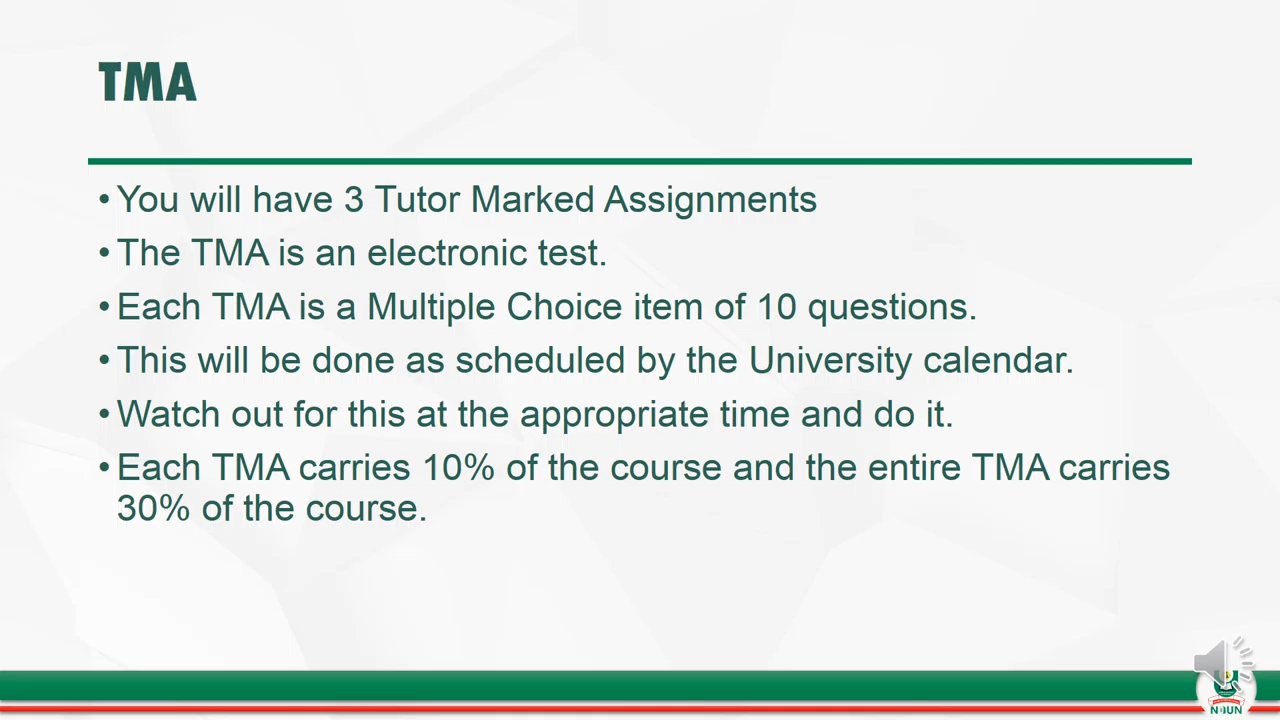 TMA
• You will have 3 Tutor Marked Assignments
• The TMA is an electronic test.
• Each TMA is a Multiple Choice item of 10 questions.
• This will be done as scheduled by the University calendar.
• Watch out for this at the appropriate time and do it.
• Each TMA carries 10% of the course and the entire TMA carries
30% of the course.
NOUN